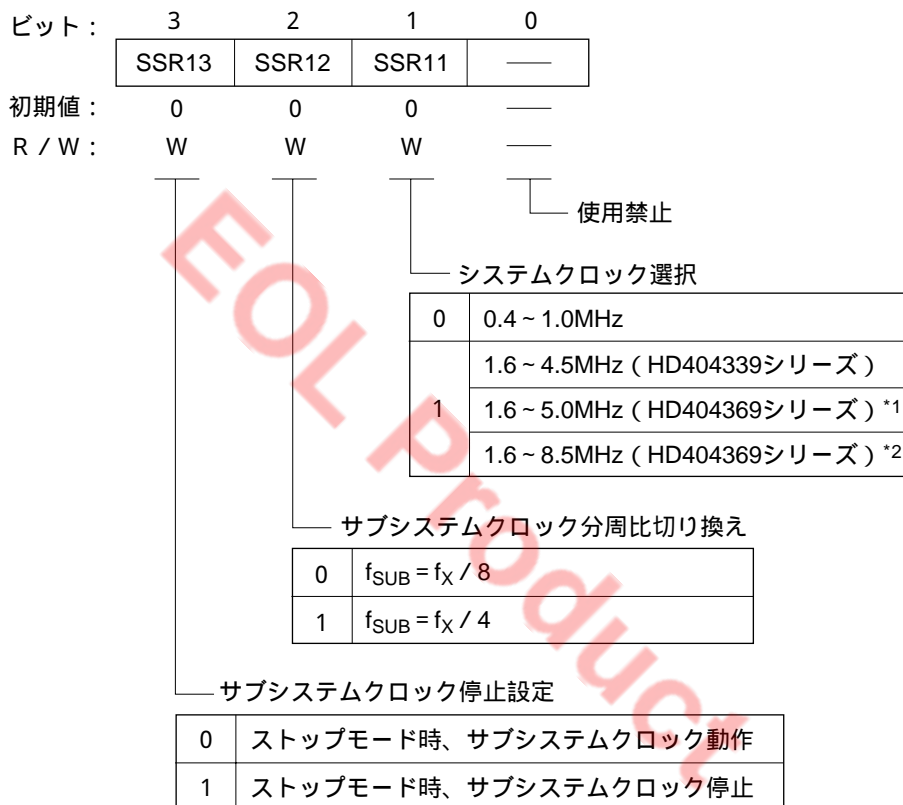 ビット： 3 2 1 0
SSR13 SSR12 SSR11 ──
初期値： 0 0 0 ──
R／W： W W W ──
使用禁止
システムクロック選択
0 0.4～1.0MHz
1.6～4.5MHz（HD404339シリーズ）
1 1.6～5.0MHz（HD404369シリーズ）*1
1.6～8.5MHz（HD404369シリーズ）*2
サブシステムクロック分周比切り換え
0 fSUB = fX / 8
1 fSUB = fX / 4
サブシステムクロック停止設定
0 ストップモード時、サブシステムクロック動作
1 ストップモード時、サブシステムクロック停止
EOL Product